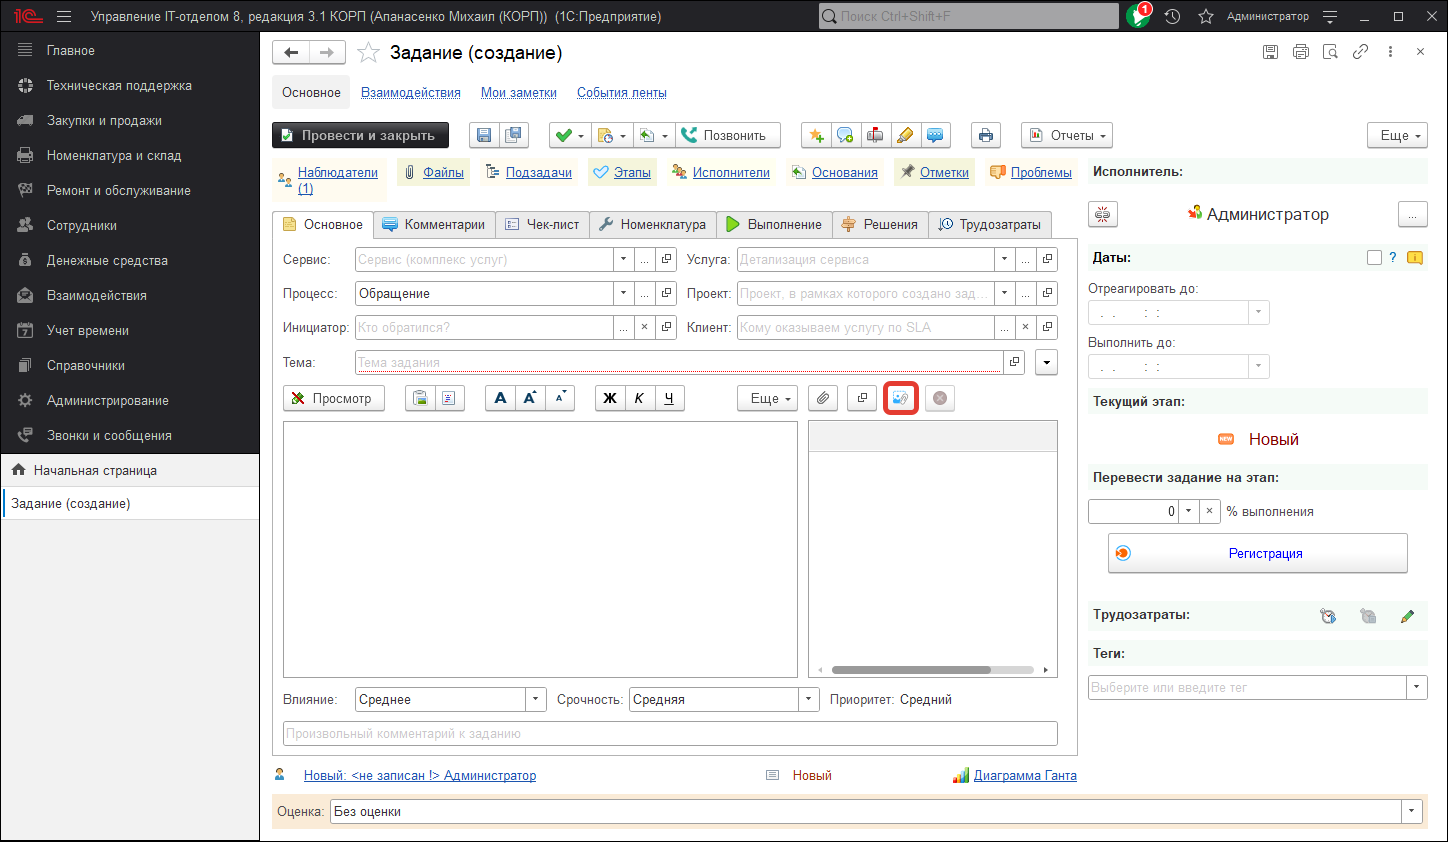 1С Управление IT-отделом 8, редакция 3.1 КОРП (Апанасенко Михаил (КОРП)) (1С:Предприятие) Поиск Ctrl+Shift+F 1 Администратор
Главное
Техническая поддержка
Закупки и продажи
Номенклатура и склад
Ремонт и обслуживание
Сотрудники
Денежные средства
Взаимодействия
Учет времени
Справочники
Администрирование
Звонки и сообщения
Начальная страница
Задание (создание)
Задание (создание)
Основное Взаимодействия Мои заметки События ленты
Провести и закрыть Позвонить Отчеты Еще
Наблюдатели (1) Файлы Подзадачи Этапы Исполнители Основания Отметки Проблемы
Основное Комментарии Чек-лист Номенклатура Выполнение Решения Трудозатраты
Сервис: Сервис (комплекс услуг) ... Услуга: Детализация сервиса ...
Процесс: Обращение ... Проект: Проект, в рамках которого создано зад... ...
Инициатор: Кто обратился? ... × Клиент: Кому оказываем услугу по SLA ... ×
Тема: Тема задания
Просмотр A A A Ж К Ч Еще
Влияние: Среднее Срочность: Средняя Приоритет: Средний
Произвольный комментарий к заданию
Новый: <не записан !> Администратор Новый Диаграмма Ганта
Оценка: Без оценки
Исполнитель:
Администратор ...
Даты: ?
Отреагировать до:
. . : :
Выполнить до:
. . : :
Текущий этап:
NEW Новый
Перевести задание на этап:
0 × % выполнения
Регистрация
Трудозатраты:
Теги:
Выберите или введите тег